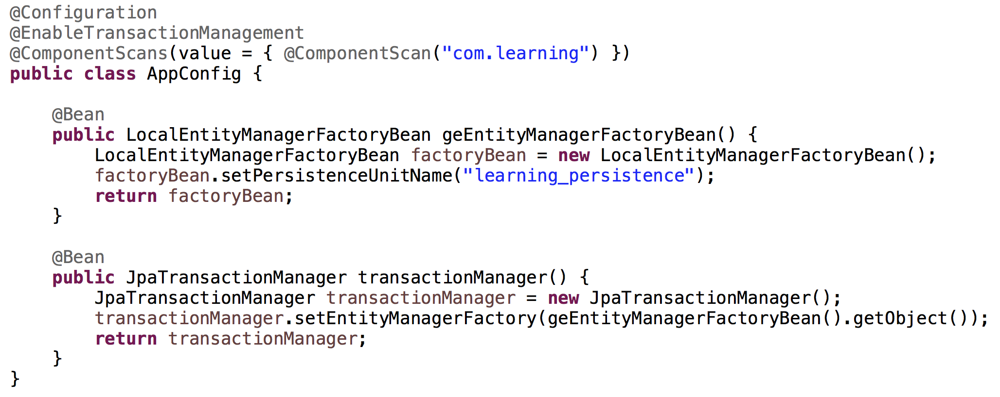 @Configuration
@EnableTransactionManagement
@ComponentScans(value = { @ComponentScan("com.learning") })
public class AppConfig {
@Bean
public LocalEntityManagerFactoryBean geEntityManagerFactoryBean() {
LocalEntityManagerFactoryBean factoryBean = new LocalEntityManagerFactoryBean();
factoryBean.setPersistenceUnitName("learning_persistence");
return factoryBean;
}
@Bean
public JpaTransactionManager transactionManager() {
JpaTransactionManager transactionManager = new JpaTransactionManager();
transactionManager.setEntityManagerFactory(geEntityManagerFactoryBean().getObject());
return transactionManager;
}
}